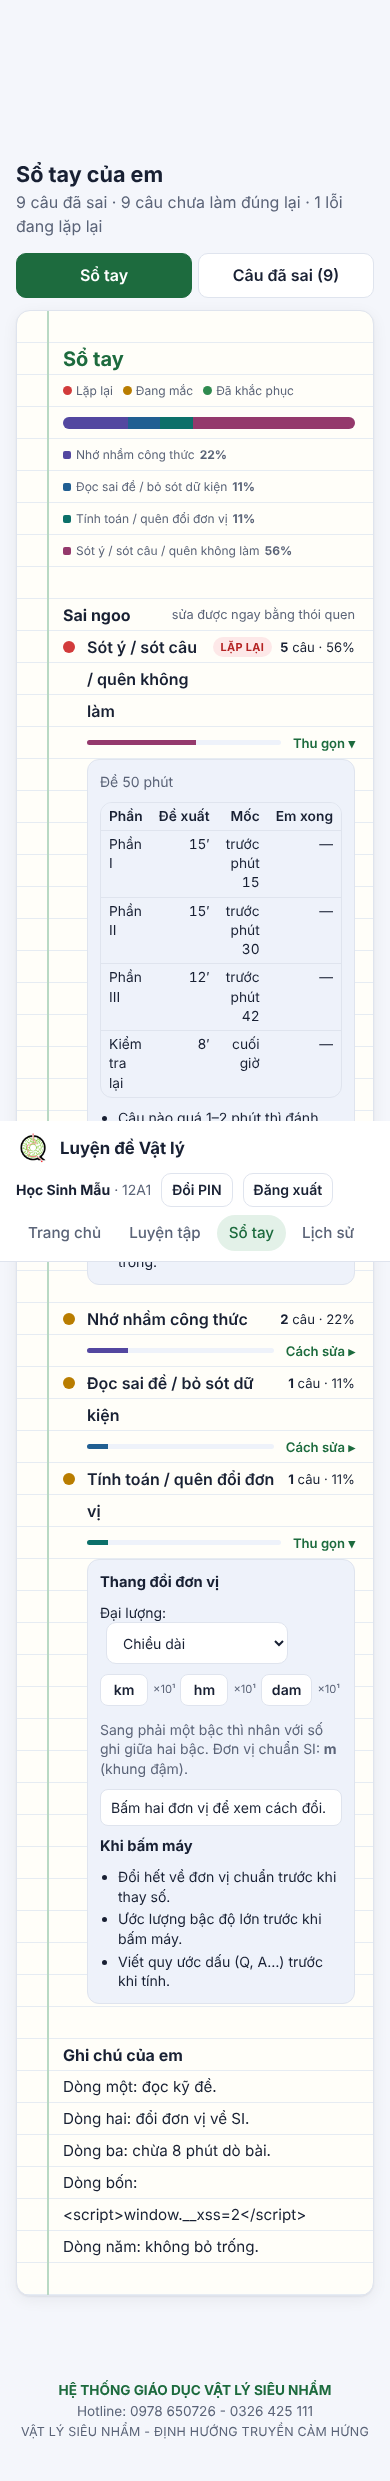 Sổ tay của em
9 câu đã sai · 9 câu chưa làm đúng lại · 1 lỗi
đang lặp lại
Sổ tay
Câu đã sai (9)
Sổ tay
Lặp lại Đang mắc Đã khắc phục
Nhớ nhầm công thức 22%
Đọc sai đề / bỏ sót dữ kiện 11%
Tính toán / quên đổi đơn vị 11%
Sót ý / sót câu / quên không làm 56%
Sai ngoo sửa được ngay bằng thói quen
Sót ý / sót câu LẶP LẠI 5 câu · 56%
/ quên không
làm
Thu gọn ▾
Đề 50 phút
Phần Đề xuất Mốc Em xong
Phần 15′ trước —
I phút
15
Phần 15′ trước —
II phút
30
Phần 12′ trước —
III phút
42
Kiểm 8′ cuối —
tra giờ
lại
• Câu nào quá 1–2 phút thì đánh
Luyện đề Vật lý
Học Sinh Mẫu · 12A1 Đổi PIN Đăng xuất
Trang chủ Luyện tập Sổ tay Lịch sử
trống.
Nhớ nhầm công thức 2 câu · 22%
Cách sửa ▸
Đọc sai đề / bỏ sót dữ 1 câu · 11%
kiện
Cách sửa ▸
Tính toán / quên đổi đơn 1 câu · 11%
vị
Thu gọn ▾
Thang đổi đơn vị
Đại lượng:
Chiều dài
km ×10¹ hm ×10¹ dam ×10¹
Sang phải một bậc thì nhân với số
ghi giữa hai bậc. Đơn vị chuẩn SI: m
(khung đậm).
Bấm hai đơn vị để xem cách đổi.
Khi bấm máy
• Đổi hết về đơn vị chuẩn trước khi
thay số.
• Ước lượng bậc độ lớn trước khi
bấm máy.
• Viết quy ước dấu (Q, A…) trước
khi tính.
Ghi chú của em
Dòng một: đọc kỹ đề.
Dòng hai: đổi đơn vị về SI.
Dòng ba: chừa 8 phút dò bài.
Dòng bốn:
&lt;script&gt;window.__xss=2&lt;/script&gt;
Dòng năm: không bỏ trống.
HỆ THỐNG GIÁO DỤC VẬT LÝ SIÊU NHẨM
Hotline: 0978 650726 - 0326 425 111
VẬT LÝ SIÊU NHẨM - ĐỊNH HƯỚNG TRUYỀN CẢM HỨNG